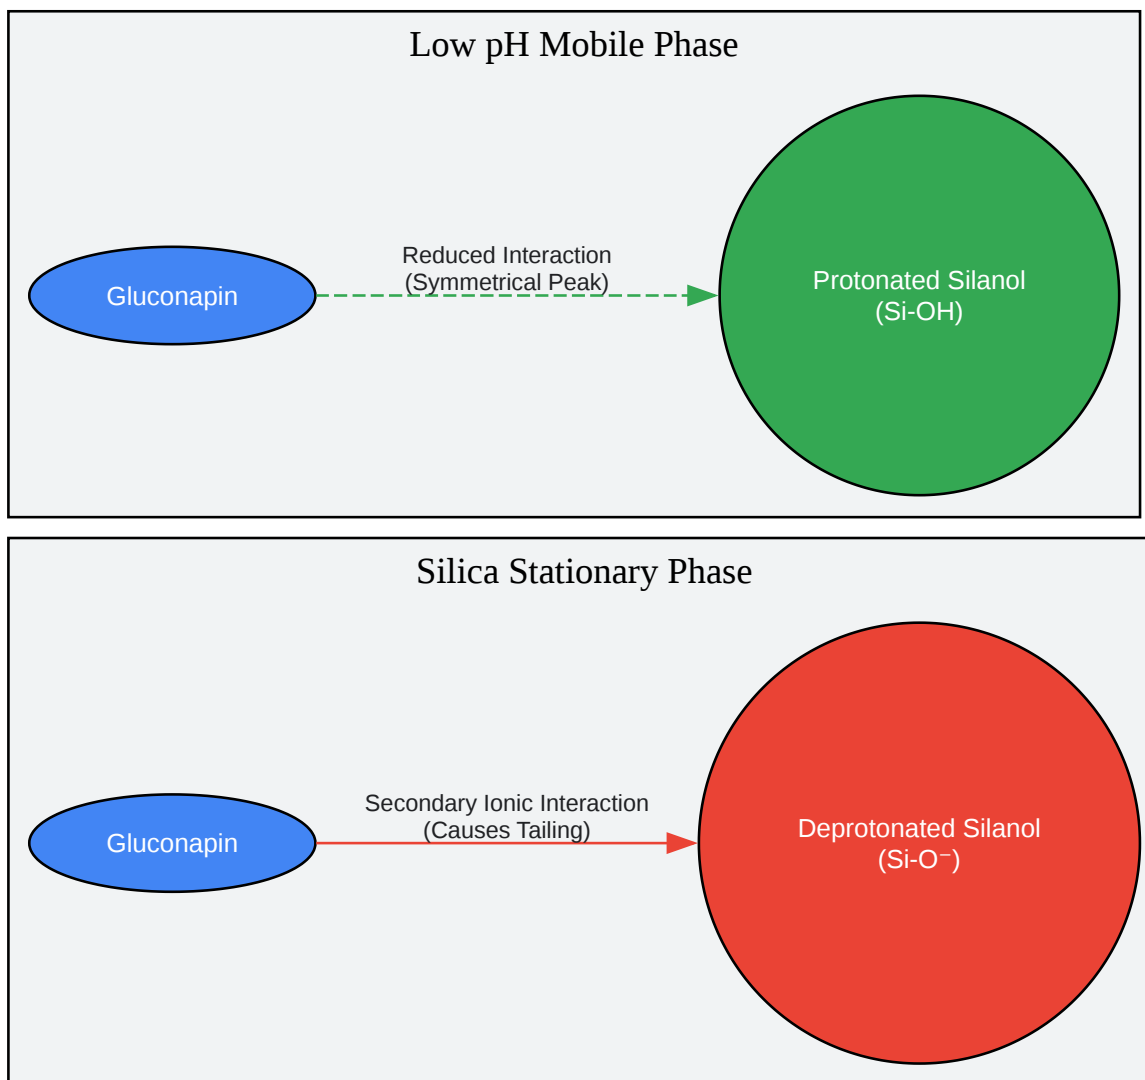 Low pH Mobile Phase
Reduced Interaction
(Symmetrical Peak)
Gluconapin
Protonated Silanol
(Si-OH)
Silica Stationary Phase
Secondary Ionic Interaction
(Causes Tailing)
Gluconapin
Deprotonated Silanol
(Si-O⁻)